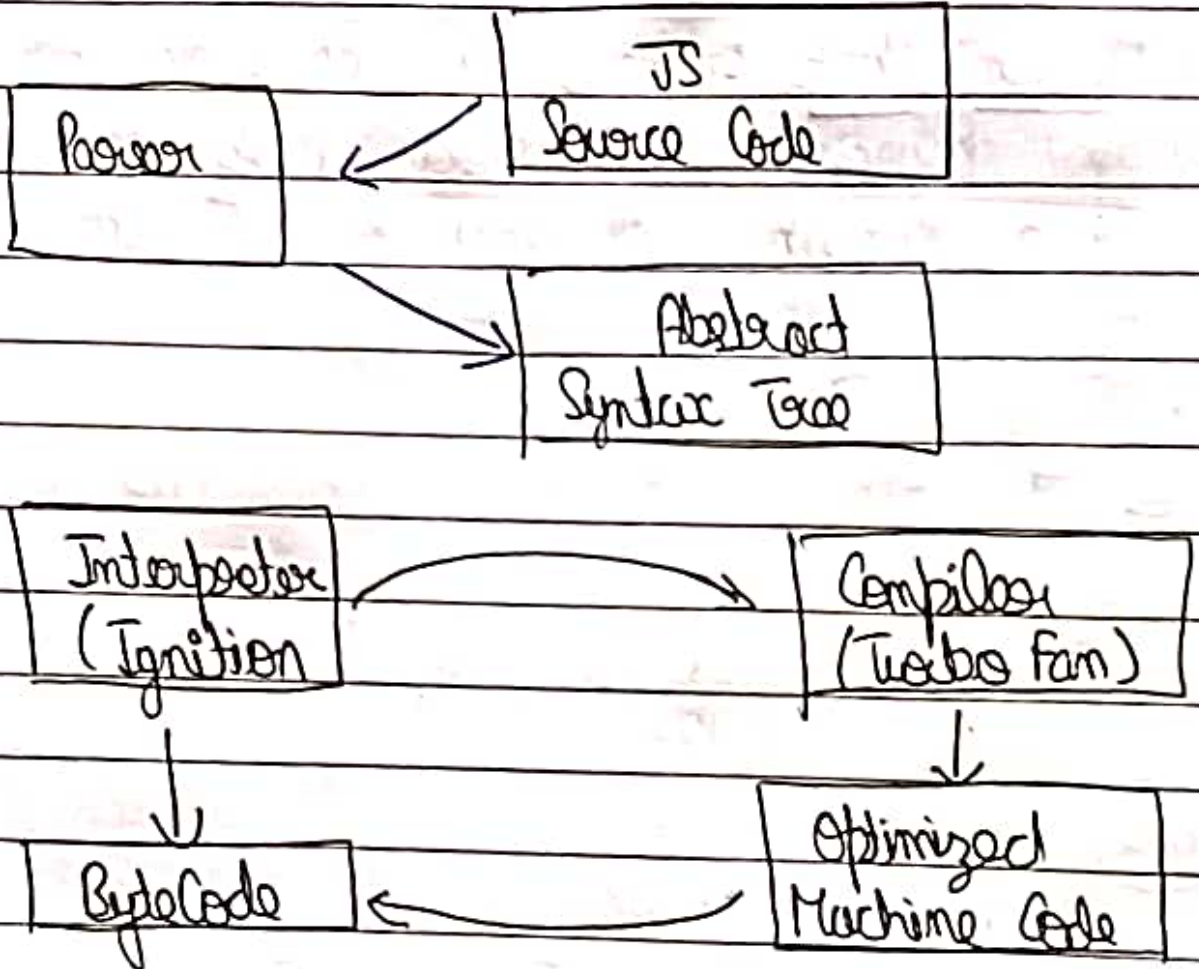 JS
Source Code
Parser
Abstract
Syntax Tree
Interpreter
(Ignition
Compiler
(Turbo Fan)
ByteCode
Optimized
Machine Code